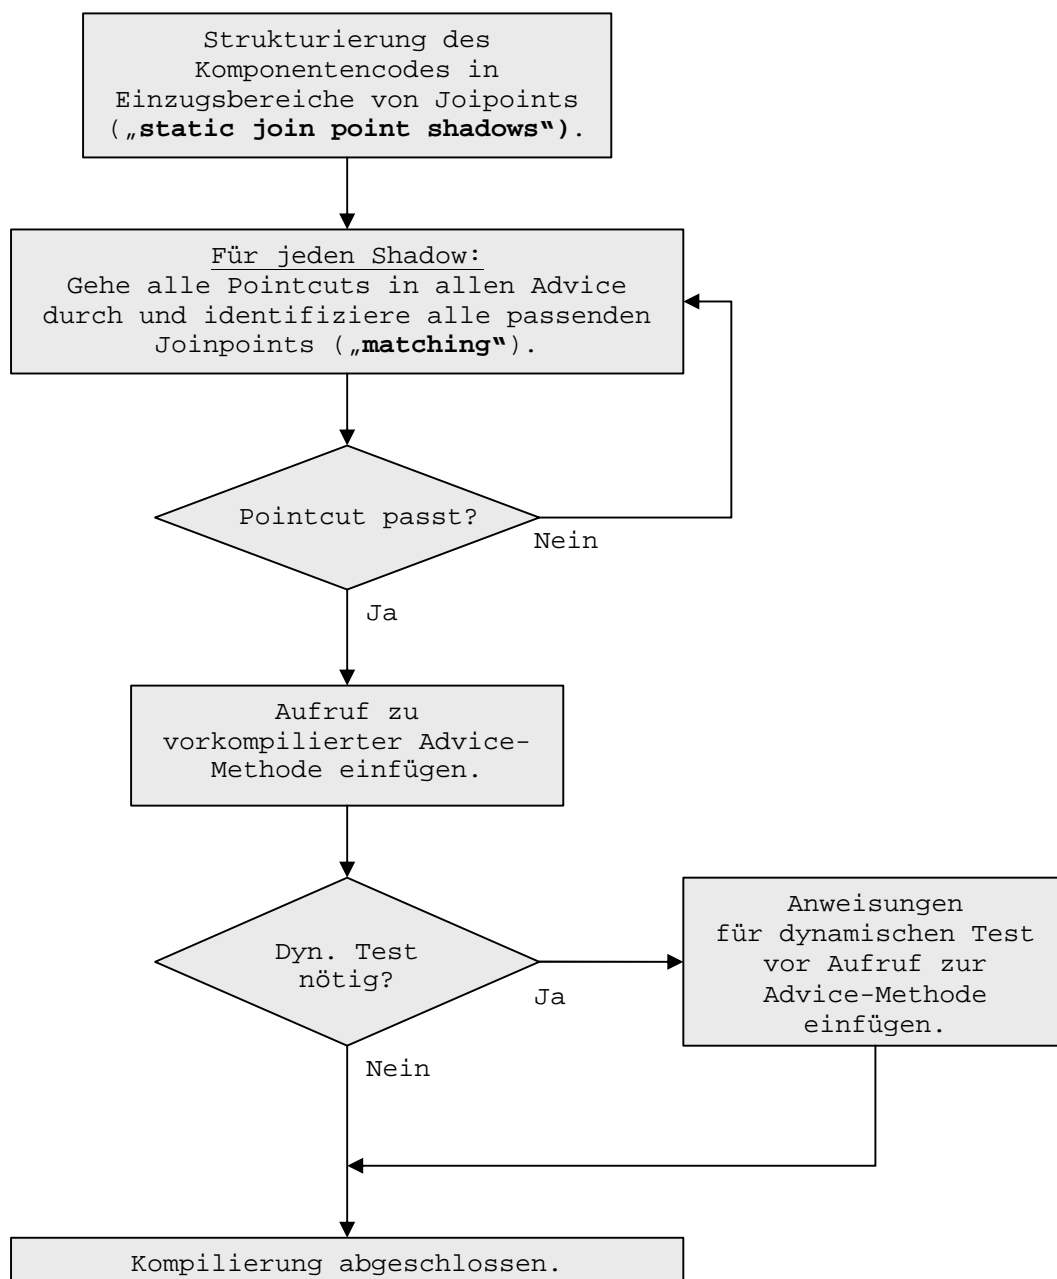 Strukturierung des
Komponentencodes in
Einzugsbereiche von Joipoints
(„static join point shadows“).
Für jeden Shadow:
Gehe alle Pointcuts in allen Advice
durch und identifiziere alle passenden
Joinpoints („matching“).
Pointcut passt?
Nein
Ja
Aufruf zu
vorkompilierter Advice-
Methode einfügen.
Dyn. Test
nötig?
Ja
Anweisungen
für dynamischen Test
vor Aufruf zur
Advice-Methode
einfügen.
Nein
Kompilierung abgeschlossen.